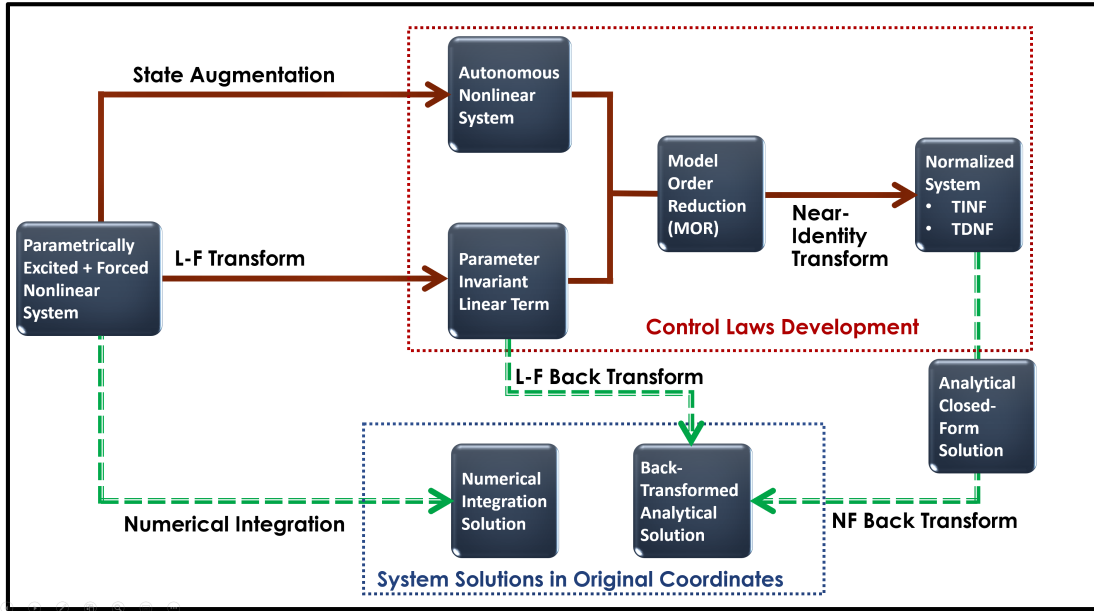 State Augmentation
Autonomous
Nonlinear
System
Model
Order
Reduction
(MOR)
Normalized
System
• TINF
• TDNF
Near-
Identity
Transform
Parametrically
Excited + Forced
Nonlinear
System
L-F Transform
Parameter
Invariant
Linear Term
Control Laws Development
L-F Back Transform
Analytical
Closed-
Form
Solution
Numerical
Integration
Solution
Back-
Transformed
Analytical
Solution
Numerical Integration
NF Back Transform
System Solutions in Original Coordinates